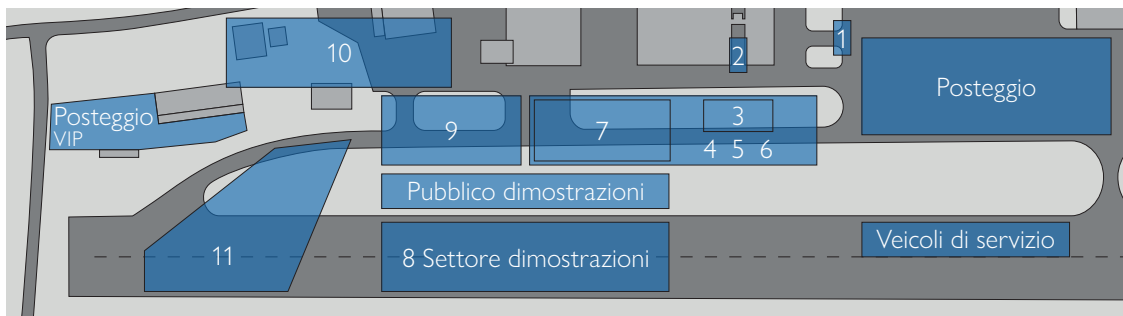 1
2
10
Posteggio
Posteggio
VIP
9
7
3
4 5 6
Pubblico dimostrazioni
11
8 Settore dimostrazioni
Veicoli di servizio